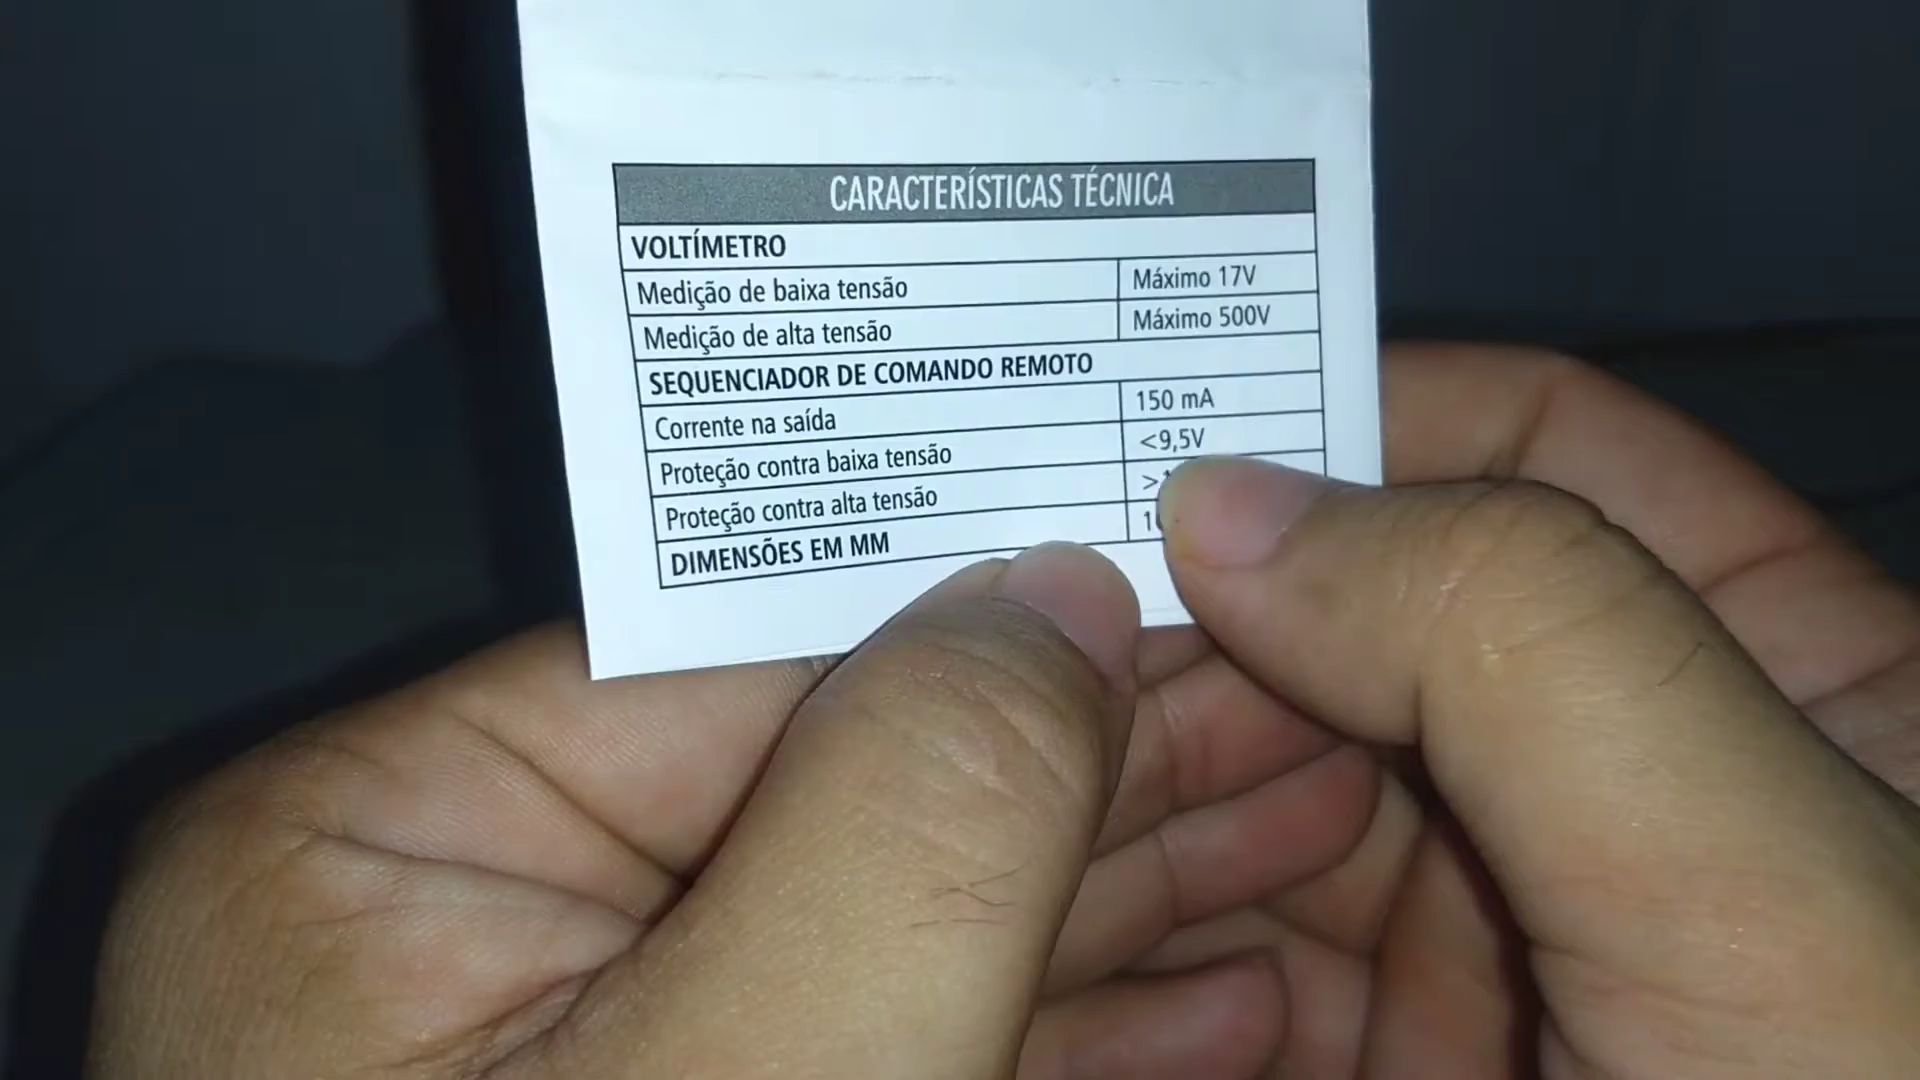 CARACTERÍSTICAS TÉCNICA
VOLTÍMETRO
Medição de baixa tensão Máximo 17V
Medição de alta tensão Máximo 500V
SEQUENCIADOR DE COMANDO REMOTO
Corrente na saída 150 mA
Proteção contra baixa tensão <9,5V
Proteção contra alta tensão >
DIMENSÕES EM MM